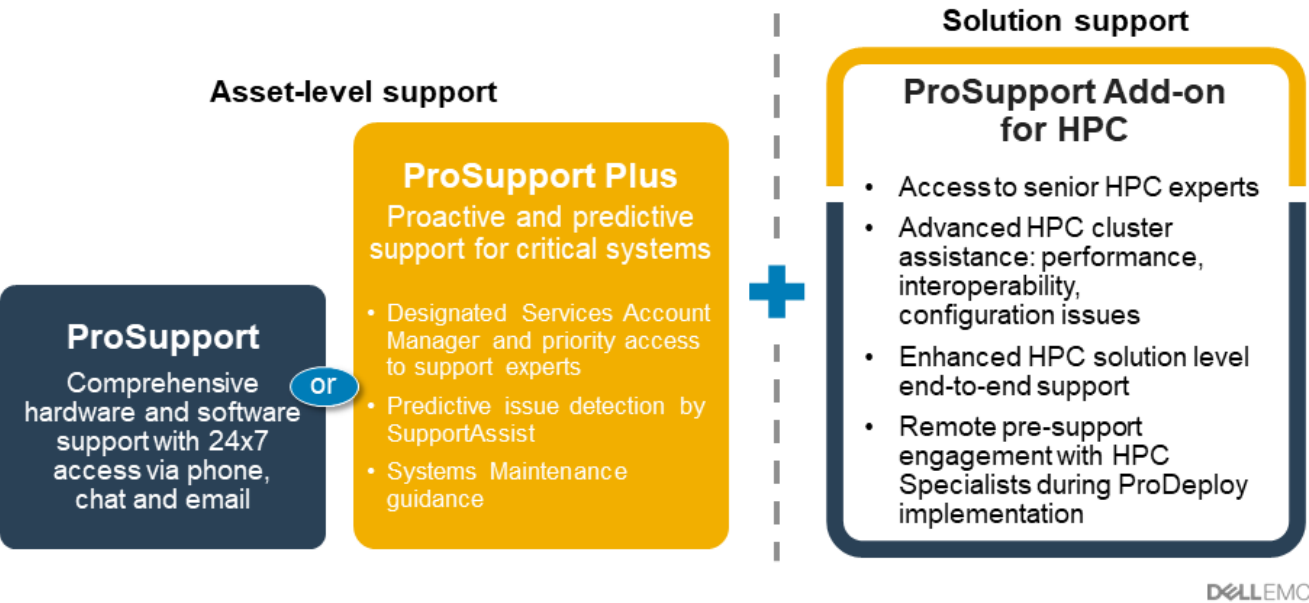 Asset-level support
ProSupport
Comprehensive
hardware and software
support with 24x7
access via phone,
chat and email
or
ProSupport Plus
Proactive and predictive
support for critical systems
• Designated Services Account
Manager and priority access
to support experts
• Predictive issue detection by
SupportAssist
• Systems Maintenance
guidance
Solution support
ProSupport Add-on
for HPC
• Access to senior HPC experts
• Advanced HPC cluster
assistance: performance,
interoperability,
configuration issues
• Enhanced HPC solution level
end-to-end support
• Remote pre-support
engagement with HPC
Specialists during ProDeploy
implementation
DELLEMC